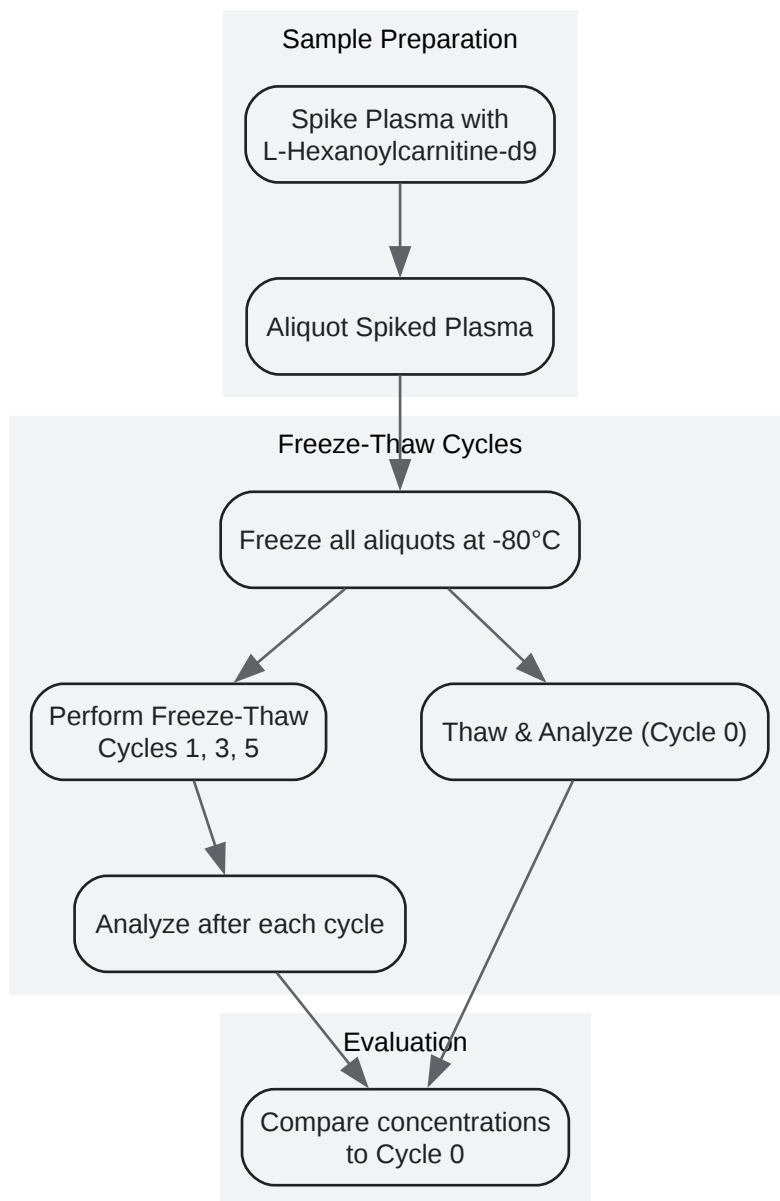 Sample Preparation
Spike Plasma with
L-Hexanoylcarnitine-d9
Aliquot Spiked Plasma
Freeze-Thaw Cycles
Freeze all aliquots at -80°C
Perform Freeze-Thaw
Cycles 1, 3, 5
Thaw & Analyze (Cycle 0)
Analyze after each cycle
Evaluation
Compare concentrations
to Cycle 0